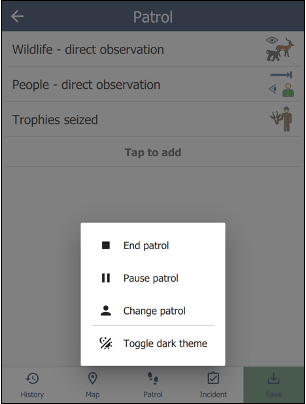 Patrol
Wildlife - direct observation
People - direct observation
Trophies seized
Tap to add
End patrol
Pause patrol
Change patrol
Toggle dark theme
History
Map
Patrol
Incident
Save